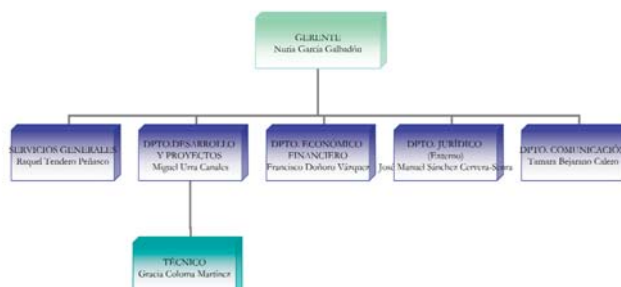 GERENTE
Nuria García Galbadón
SERVICIOS GENERALES
Raquel Tendero Peñasco
DPTO.DESARROLLO
Y PROYECTOS
Miguel Urra Canales
DPTO. ECONÓMICO
FINANCIERO
Francisco Doñoro Vázquez
DPTO. JURÍDICO
(Externo)
José Manuel Sánchez Cervera-Senra
DPTO. COMUNICACIÓN
Tamara Bejarano Calero
TÉCNICO
Gracia Coloma Martínez